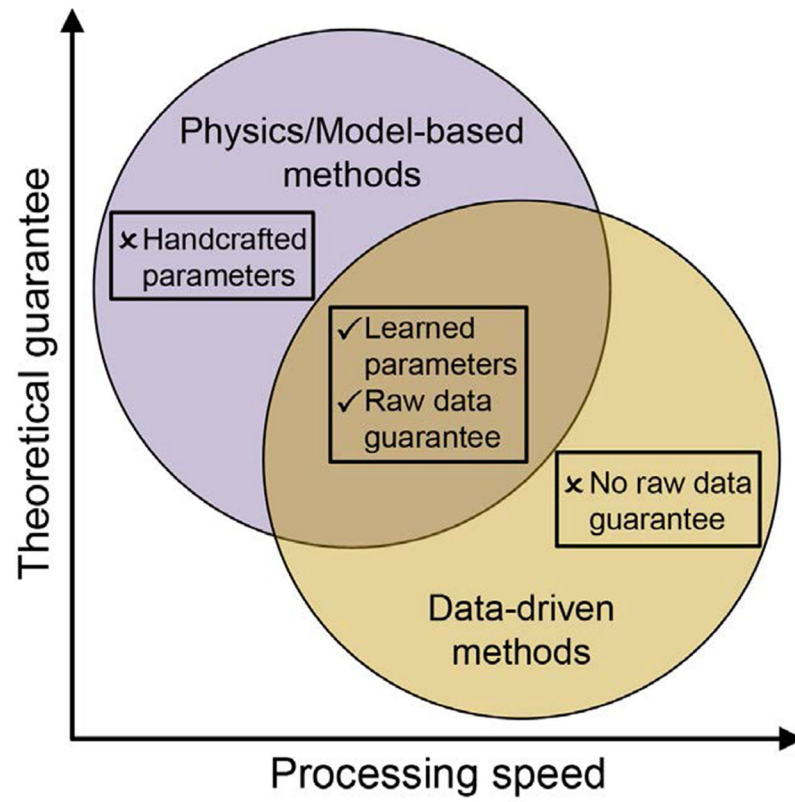 Theoretical guarantee
Physics/Model-based
methods
× Handcrafted
parameters
✓ Learned
parameters
✓ Raw data
guarantee
× No raw data
guarantee
Data-driven
methods
Processing speed